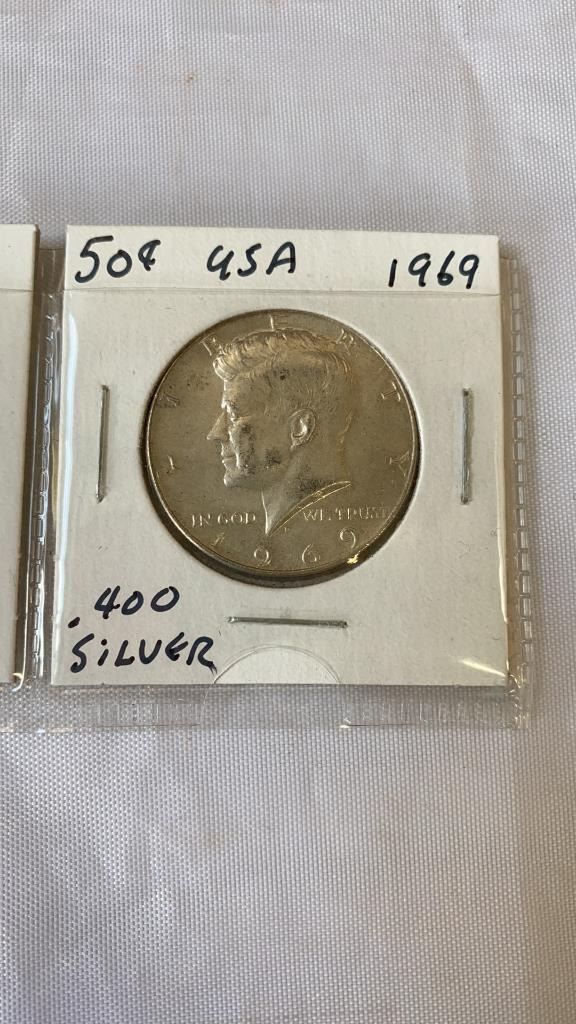 50¢ USA 1969
LIBERTY
IN GOD WE TRUST
1969
.400
SILVER